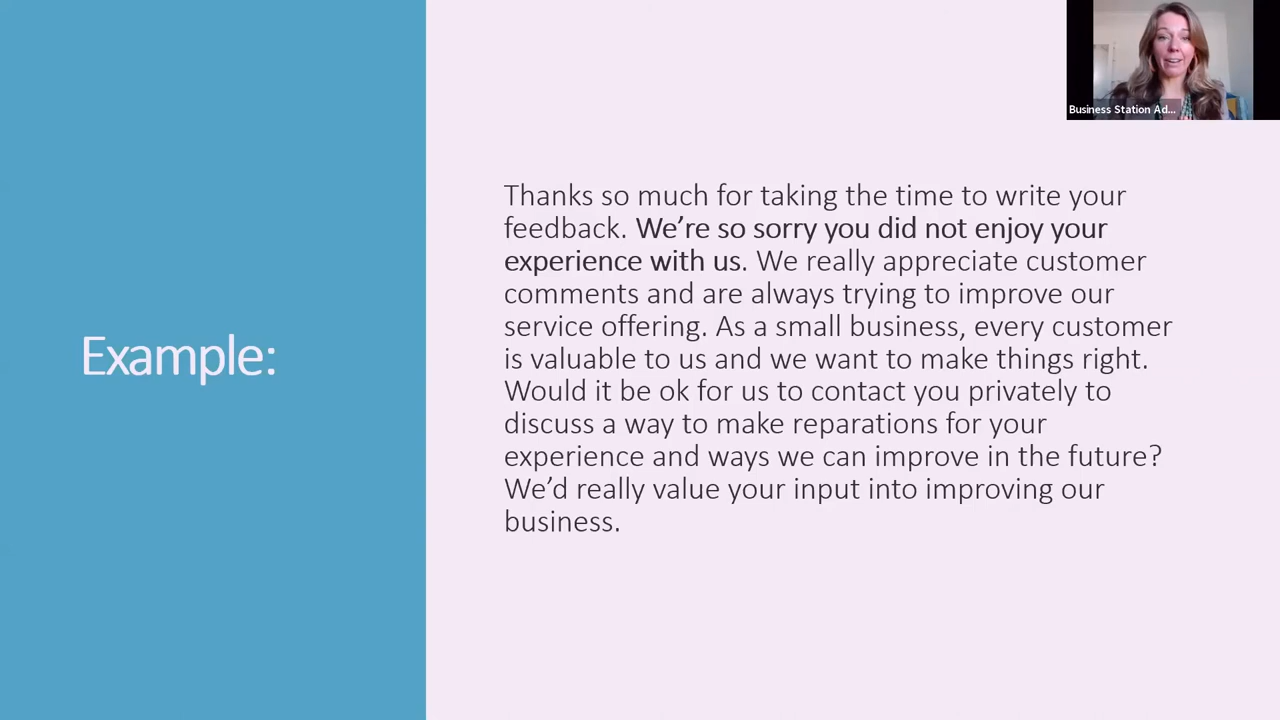 Business Station Ad...
Example:
Thanks so much for taking the time to write your
feedback. We’re so sorry you did not enjoy your
experience with us. We really appreciate customer
comments and are always trying to improve our
service offering. As a small business, every customer
is valuable to us and we want to make things right.
Would it be ok for us to contact you privately to
discuss a way to make reparations for your
experience and ways we can improve in the future?
We’d really value your input into improving our
business.